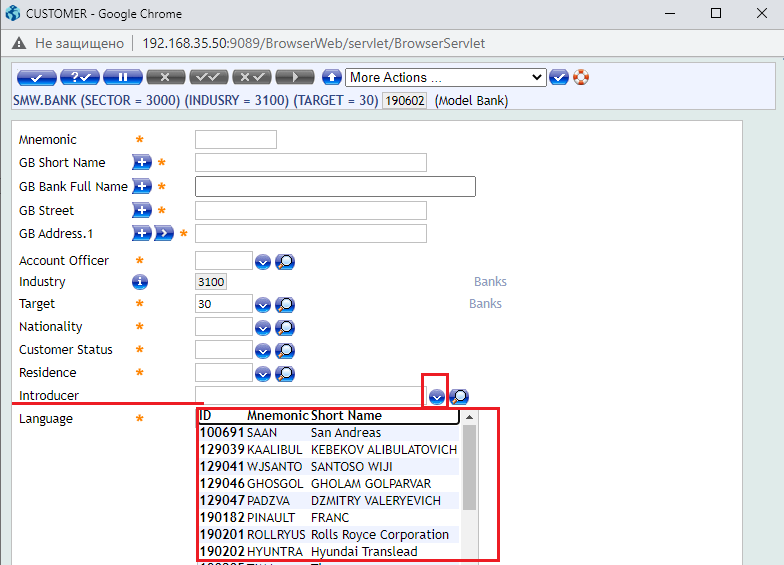 CUSTOMER - Google Chrome
Не защищено 192.168.35.50:9089/BrowserWeb/servlet/BrowserServlet
More Actions ...
SMW.BANK (SECTOR = 3000) (INDUSRY = 3100) (TARGET = 30) 190602 (Model Bank)
Mnemonic *
GB Short Name *
GB Bank Full Name *
GB Street *
GB Address.1 *
Account Officer *
Industry 3100 Banks
Target * 30 Banks
Nationality *
Customer Status *
Residence *
Introducer
Language *
ID Mnemonic Short Name
100691 SAAN San Andreas
129039 KAALIBUL KEBEKOV ALIBULATOVICH
129041 WJSANTO SANTOSO WIJI
129046 GHOSGOL GHOLAM GOLPARVAR
129047 PADZVA DZMITRY VALERYEVICH
190182 PINAULT FRANC
190201 ROLLRYUS Rolls Royce Corporation
190202 HYUNTRA Hyundai Translead